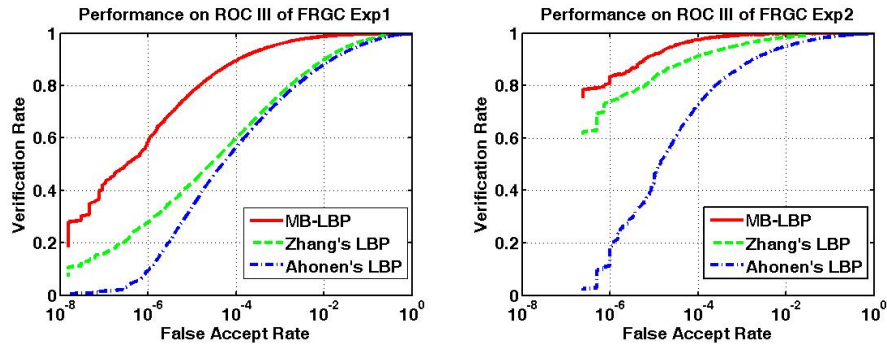 Performance on ROC III of FRGC Exp1
1
0.8
0.6
0.4
0.2
0
Verification Rate
MB-LBP
Zhang's LBP
Ahonen's LBP
10^-8
10^-6
10^-4
10^-2
10^0
False Accept Rate
Performance on ROC III of FRGC Exp2
1
0.8
0.6
0.4
0.2
0
Verification Rate
MB-LBP
Zhang's LBP
Ahonen's LBP
10^-8
10^-6
10^-4
10^-2
10^0
False Accept Rate